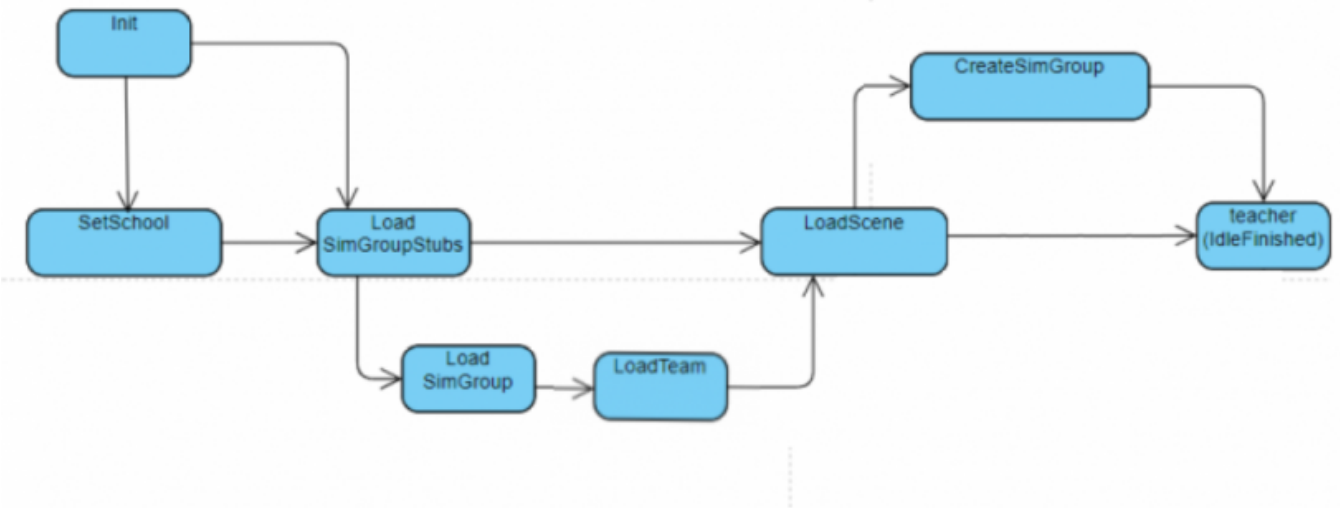 Init
CreateSimGroup
SetSchool
Load
SimGroupStubs
LoadScene
teacher
(IdleFinished)
Load
SimGroup
LoadTeam